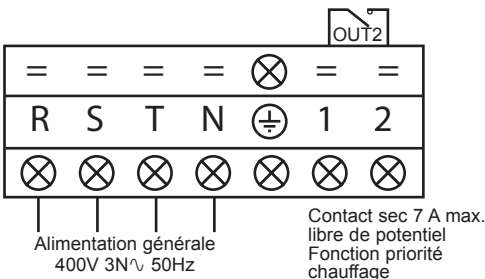 OUT2
R S T N 1 2
Alimentation générale
400V 3N∿ 50Hz
Contact sec 7 A max.
libre de potentiel
Fonction priorité
chauffage